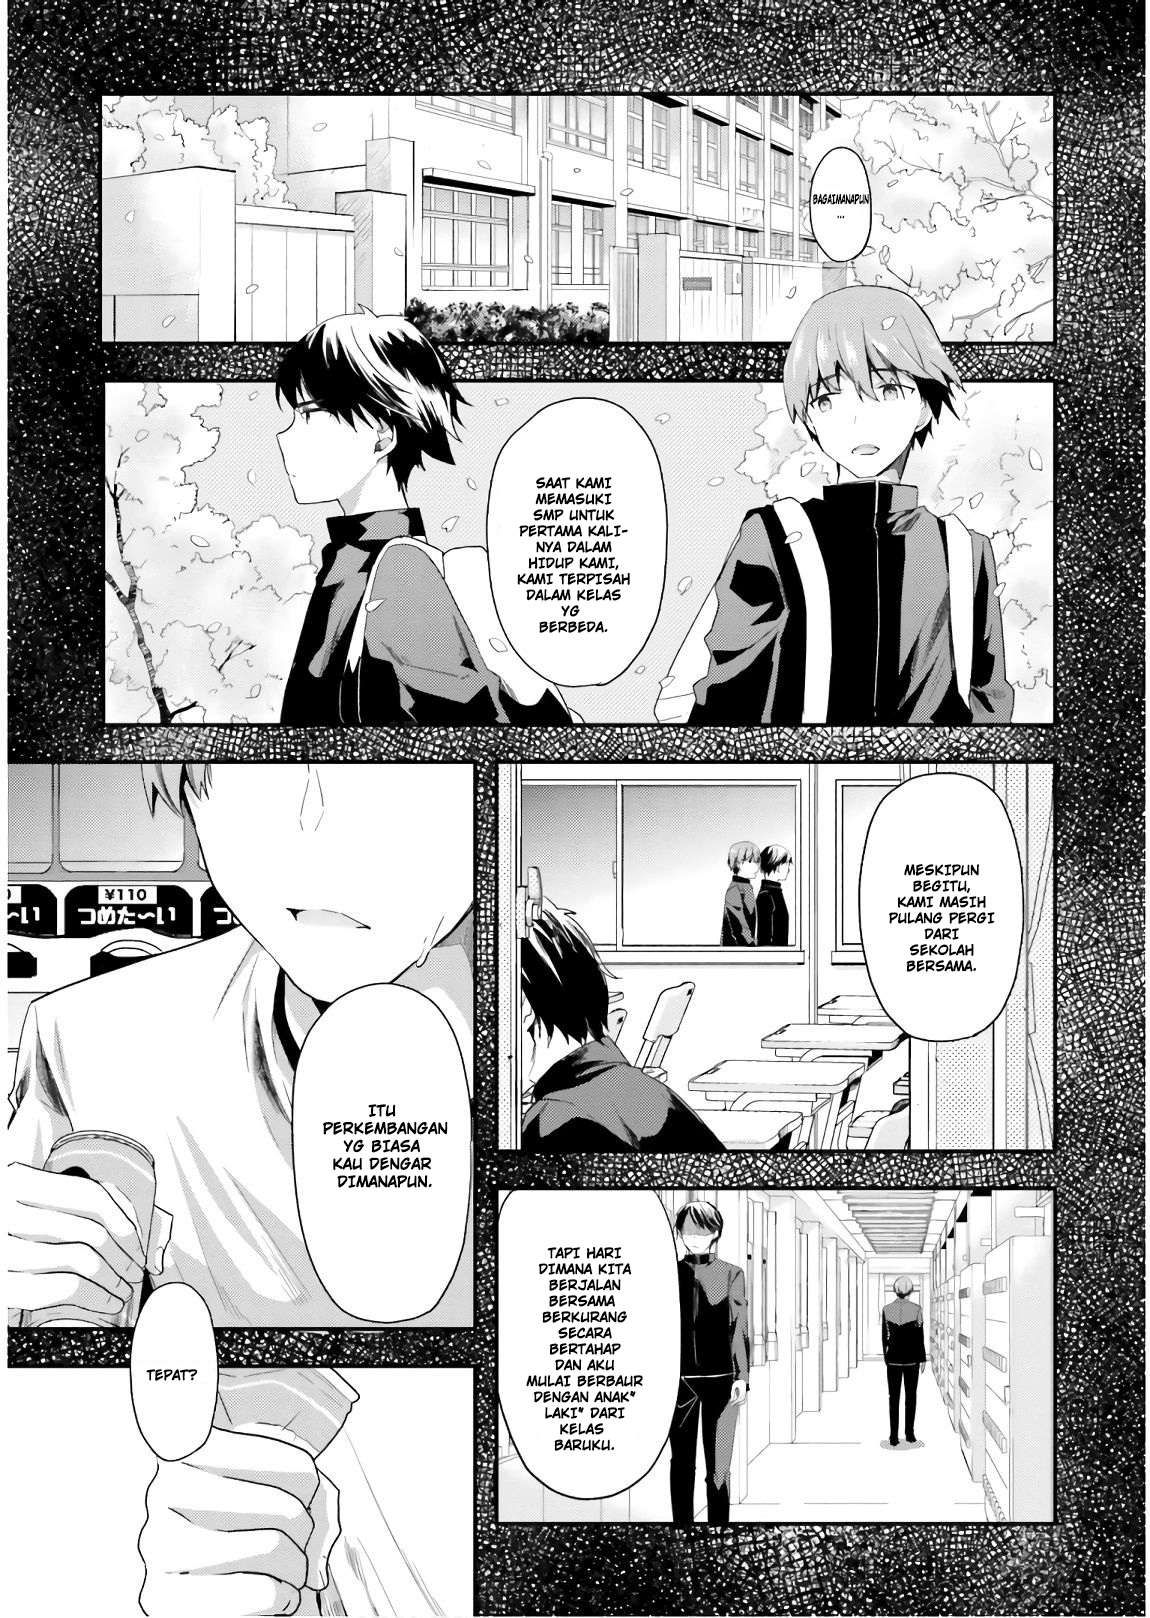 BAGAIMANAPUN
...
SAAT KAMI
MEMASUKI
SMP UNTUK
PERTAMA KALI-
NYA DALAM
HIDUP KAMI,
KAMI TERPISAH
DALAM KELAS
YG
BERBEDA.
MESKIPUN
BEGITU,
KAMI MASIH
PULANG PERGI
DARI
SEKOLAH
BERSAMA.
¥110
つめた〜い
い
つ
ITU
PERKEMBANGAN
YG BIASA
KAU DENGAR
DIMANAPUN.
TAPI HARI
DIMANA KITA
BERJALAN
BERSAMA
BERKURANG
SECARA
BERTAHAP
DAN AKU
MULAI BERBAUR
DENGAN ANAK"
LAKI" DARI
KELAS
BARUKU.
TEPAT?